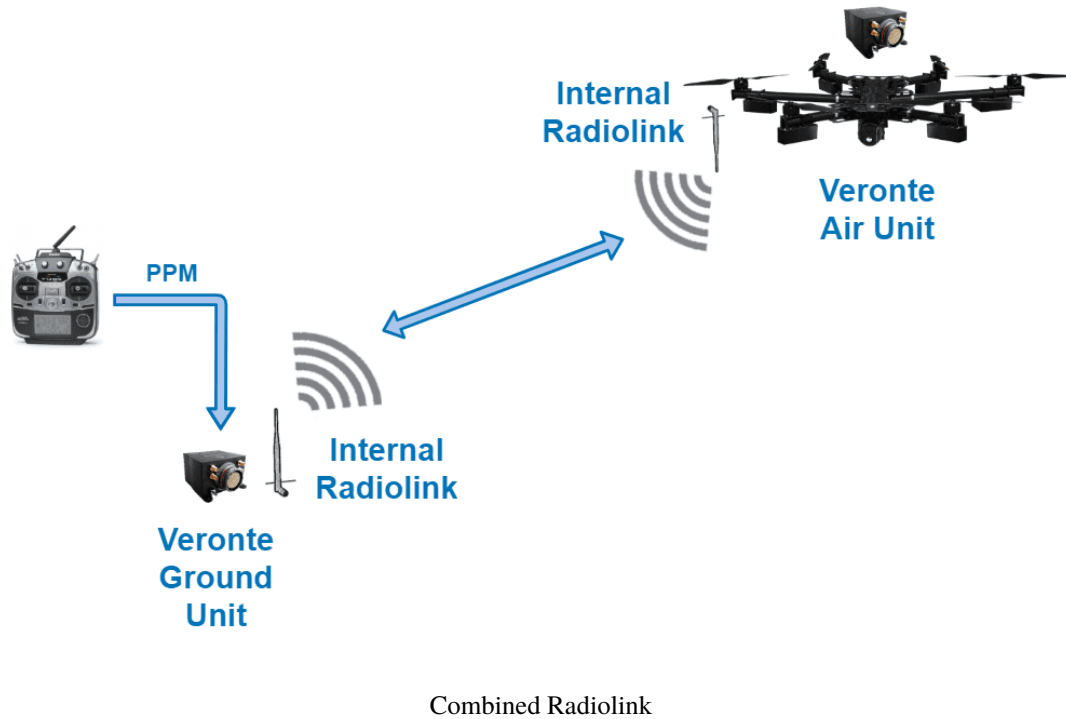 Internal
Radiolink
Veronte
Air Unit
PPM
Internal
Radiolink
Veronte
Ground
Unit
Combined Radiolink